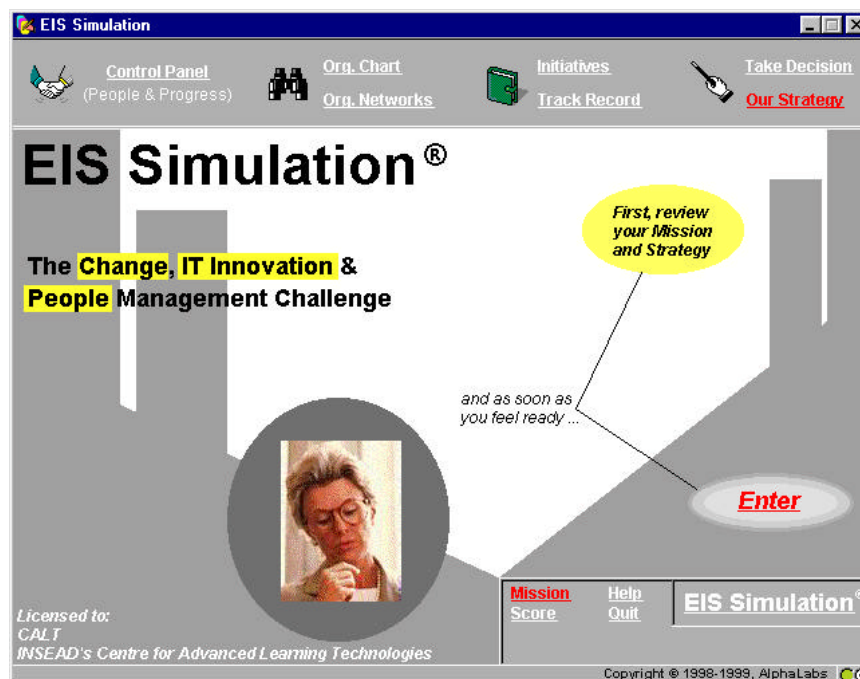 EIS Simulation
Control Panel
(People & Progress)
Org. Chart
Org. Networks
Initiatives
Track Record
Take Decision
Our Strategy
EIS Simulation®
The Change, IT Innovation &
People Management Challenge
First, review
your Mission
and Strategy
and as soon as
you feel ready ...
Enter
Mission
Help
Score
Quit
EIS Simulation®
Licensed to:
CALT
INSEAD's Centre for Advanced Learning Technologies
Copyright © 1998-1999, AlphaLabs